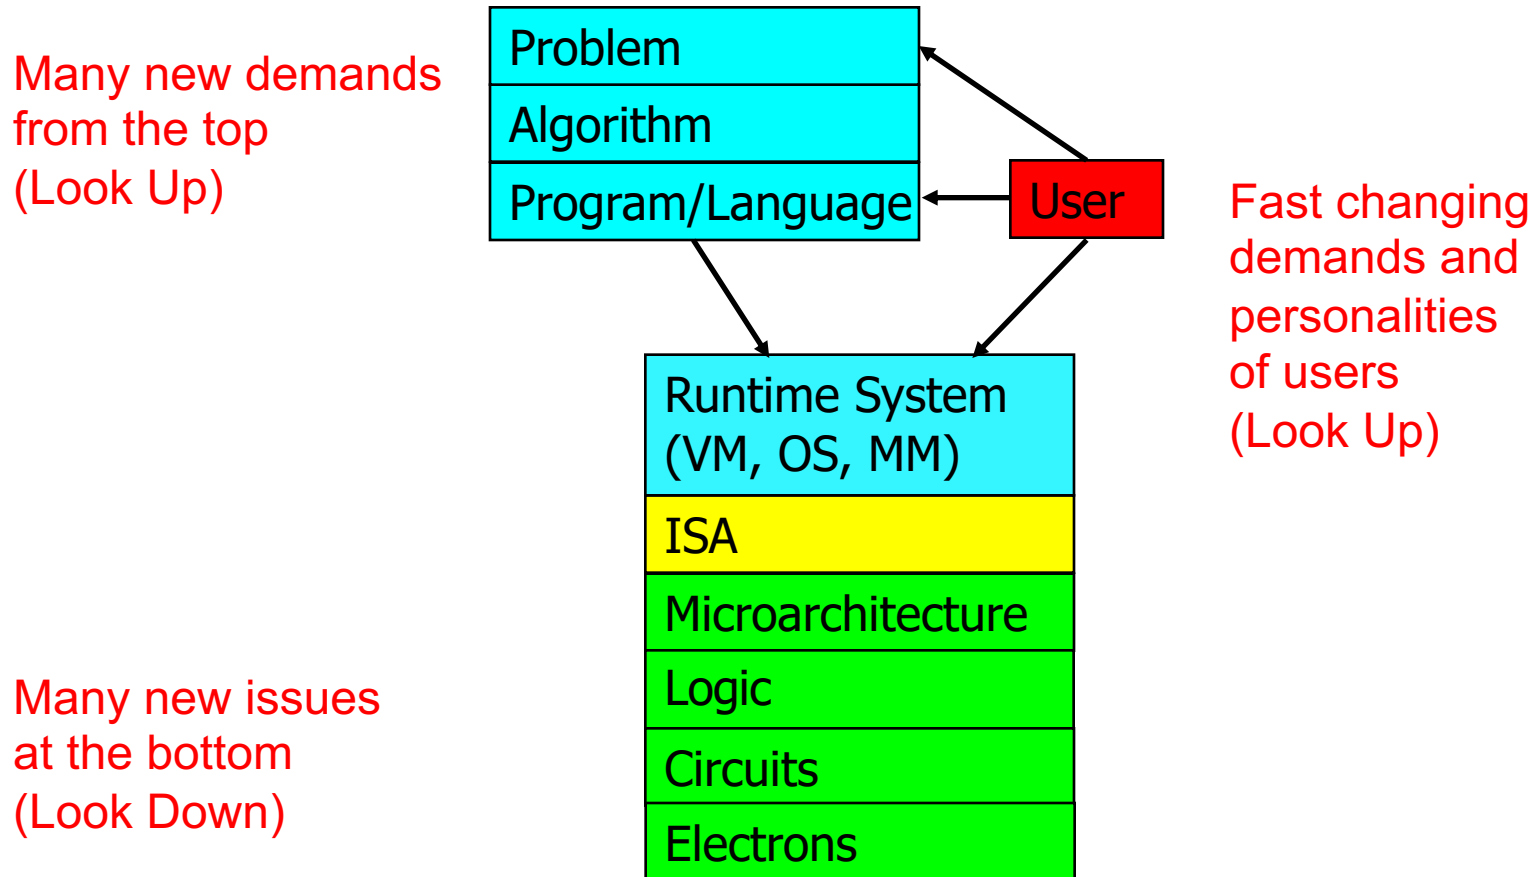 Many new demands
from the top
(Look Up)
Problem
Algorithm
Program/Language
User
Fast changing
demands and
personalities
of users
(Look Up)
Runtime System
(VM, OS, MM)
ISA
Microarchitecture
Logic
Circuits
Electrons
Many new issues
at the bottom
(Look Down)